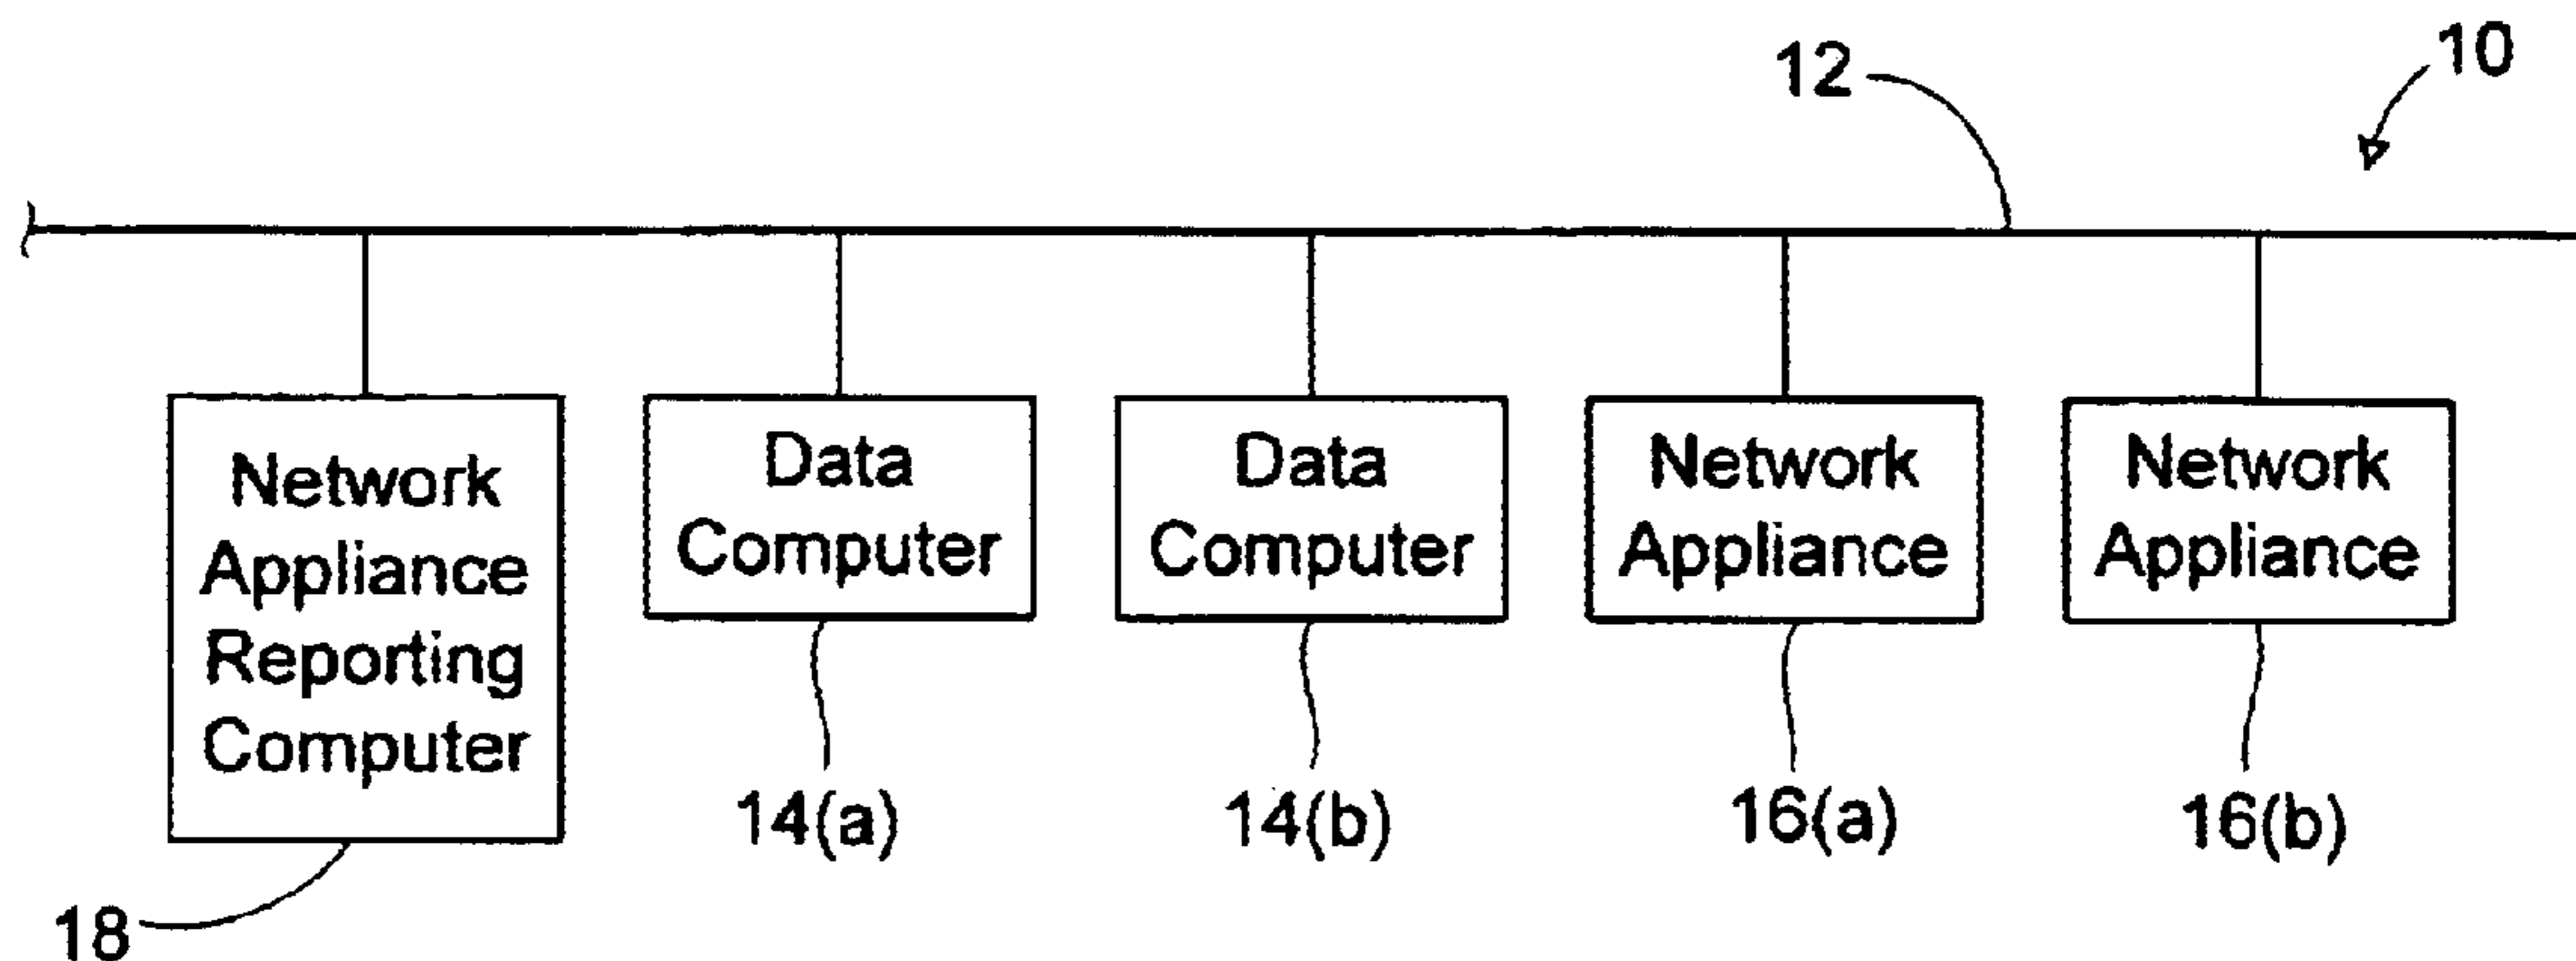 10
12
Network
Appliance
Reporting
Computer
Data
Computer
Data
Computer
Network
Appliance
Network
Appliance
14(a)
14(b)
16(a)
16(b)
18